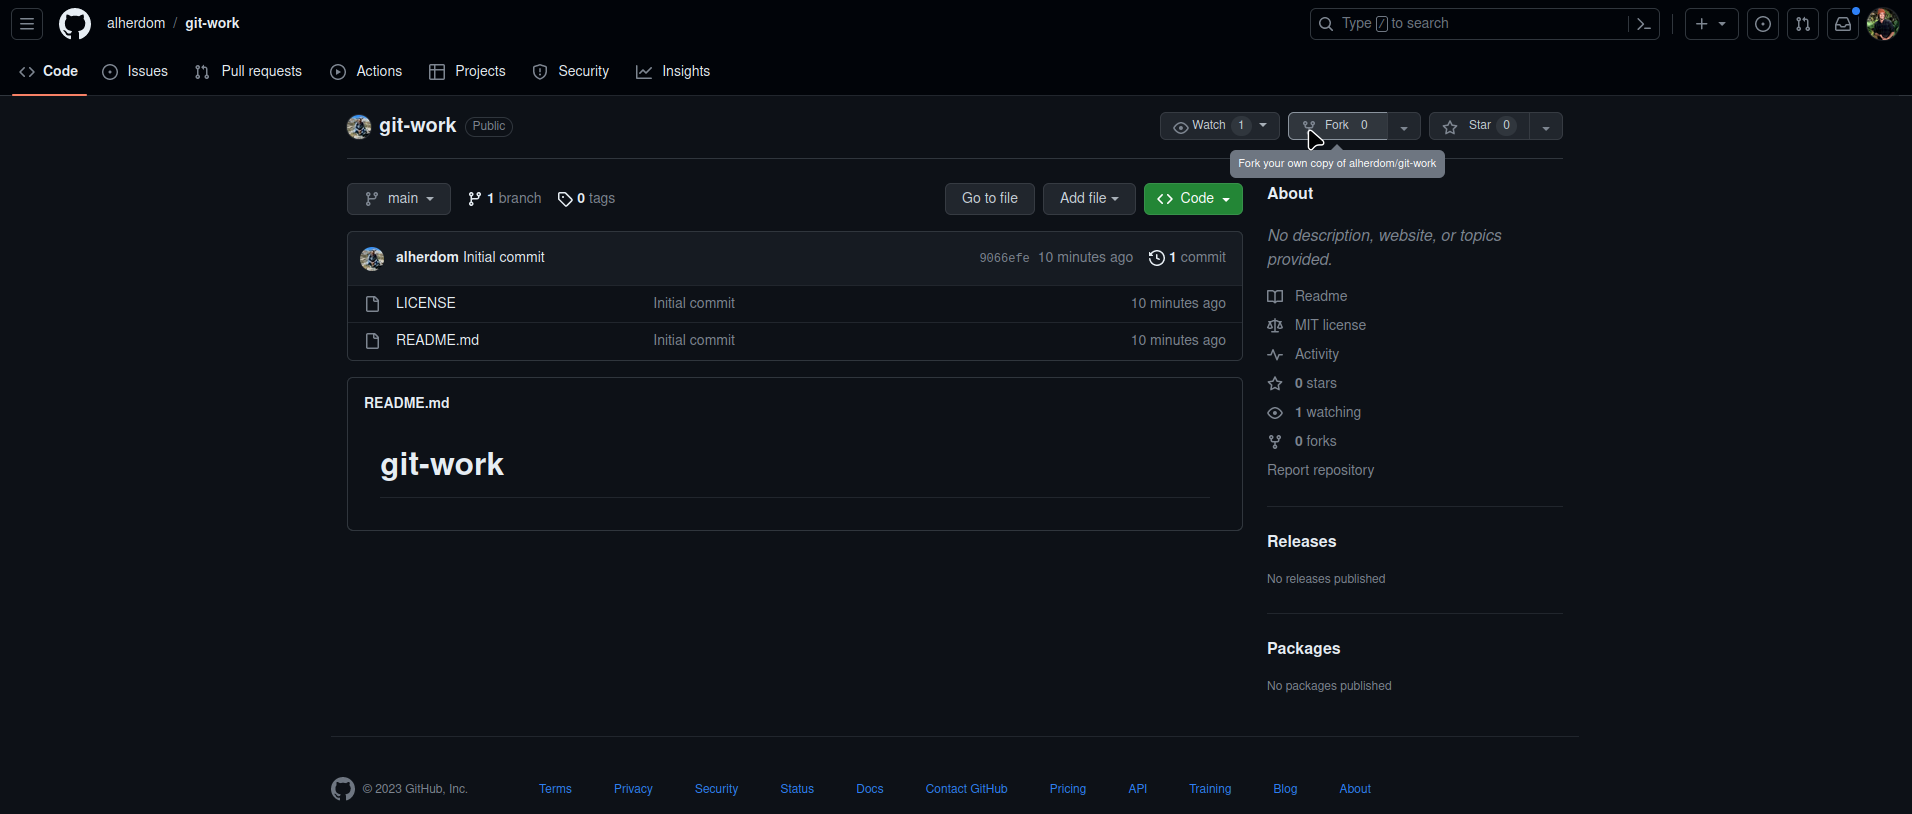 alherdom / git-work
Type / to search
Code Issues Pull requests Actions Projects Security Insights
git-work Public
Watch 1 Fork 0 Star 0
Fork your own copy of alherdom/git-work
main 1 branch 0 tags Go to file Add file Code
alherdom Initial commit 9066efe 10 minutes ago 1 commit
LICENSE Initial commit 10 minutes ago
README.md Initial commit 10 minutes ago
README.md
git-work
About
No description, website, or topics
provided.
Readme
MIT license
Activity
0 stars
1 watching
0 forks
Report repository
Releases
No releases published
Packages
No packages published
© 2023 GitHub, Inc. Terms Privacy Security Status Docs Contact GitHub Pricing API Training Blog About